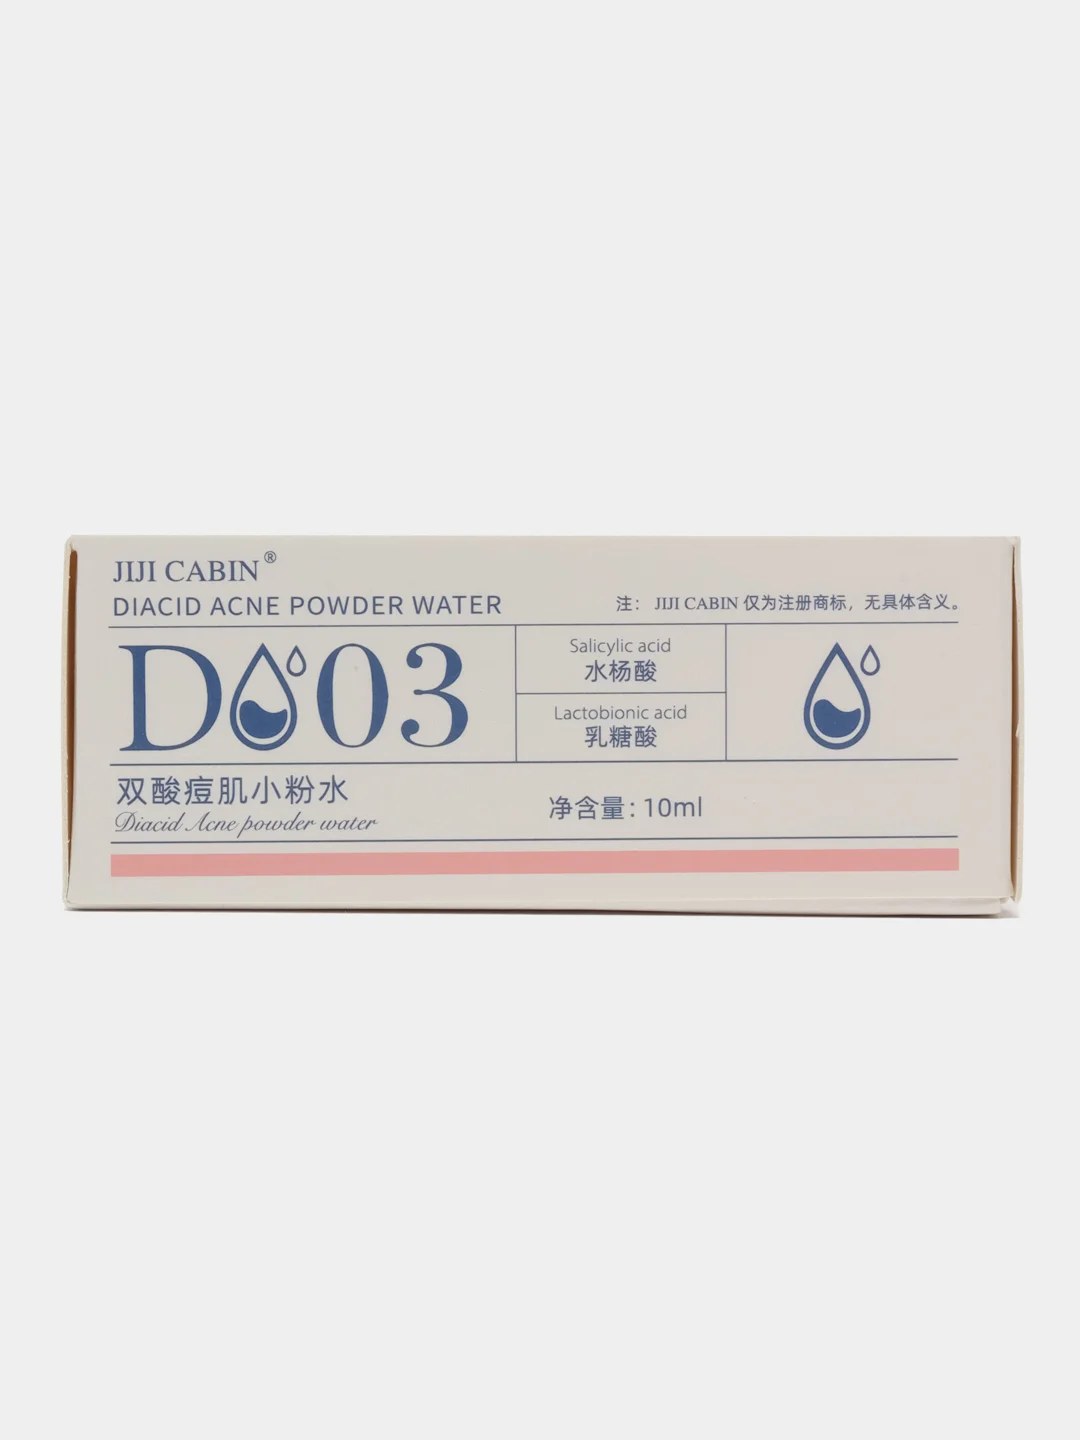 JIJI CABIN®
DIACID ACNE POWDER WATER
注： JIJI CABIN 仅为注册商标，无具体含义。
D 03
Salicylic acid
水杨酸
Lactobionic acid
乳糖酸
双酸痘肌小粉水
Diacid Acne powder water
净含量：10ml